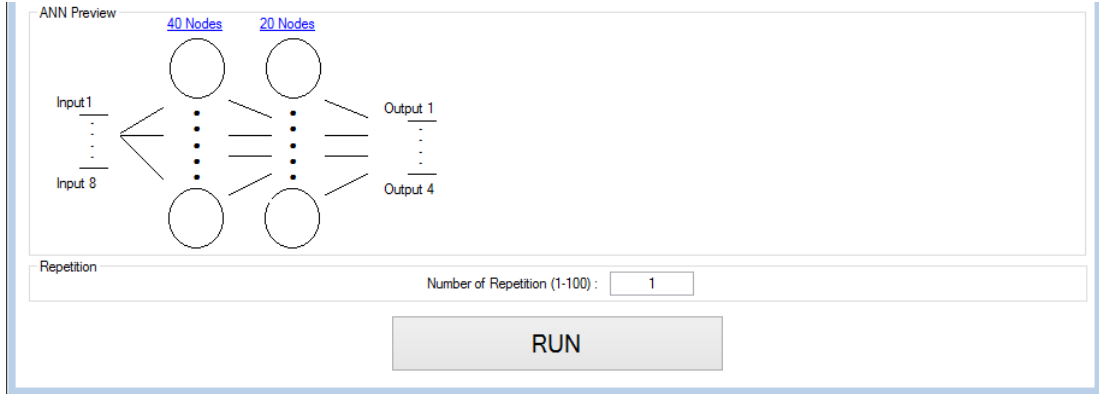 ANN Preview
40 Nodes 20 Nodes
Input1
Output 1
Input 8
Output 4
Repetition
Number of Repetition (1-100) : 1
RUN